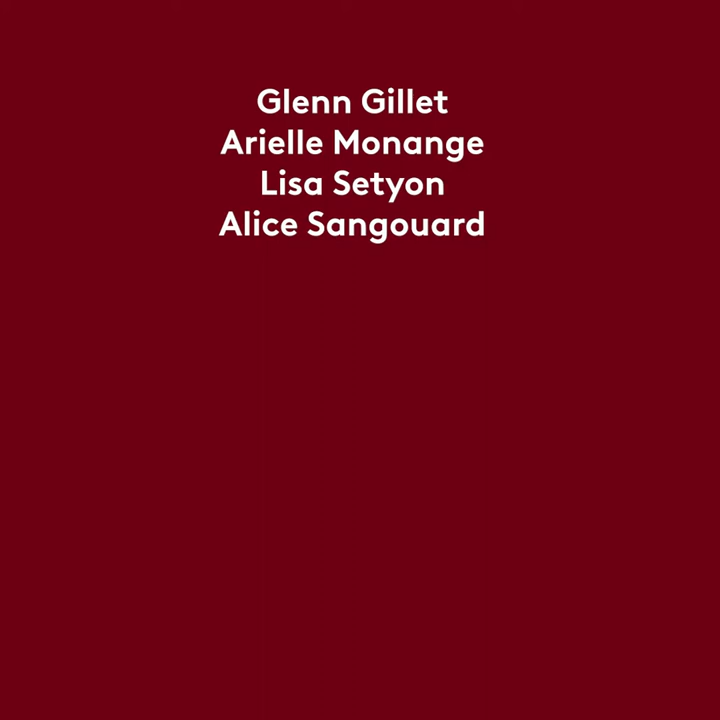 Glenn Gillet
Arielle Monange
Lisa Setyon
Alice Sangouard